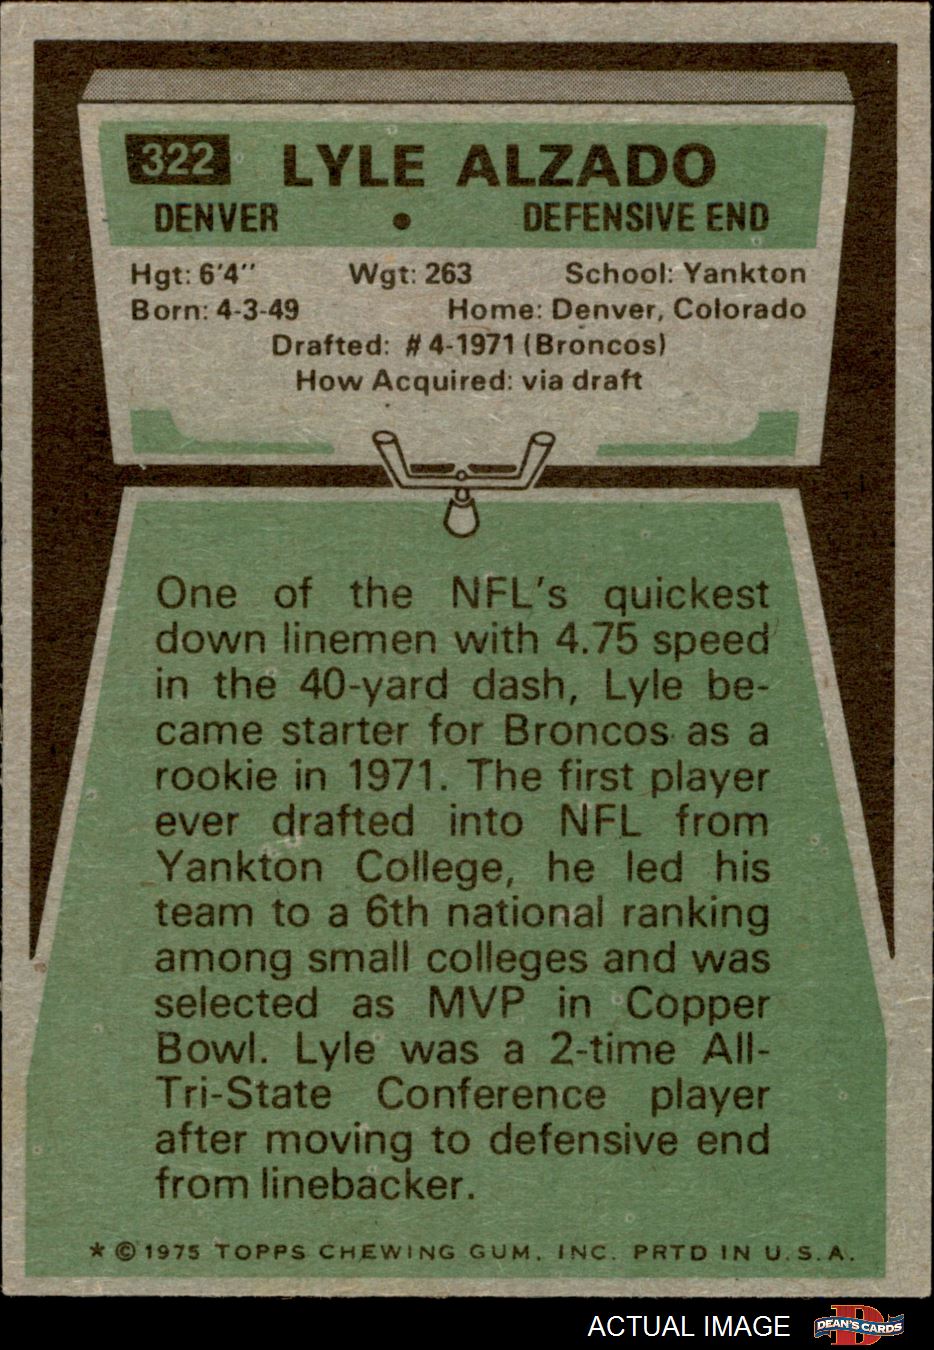 322 LYLE ALZADO
DENVER • DEFENSIVE END
Hgt: 6'4" Wgt: 263 School: Yankton
Born: 4-3-49 Home: Denver, Colorado
Drafted: #4-1971 (Broncos)
How Acquired: via draft
One of the NFL's quickest
down linemen with 4.75 speed
in the 40-yard dash, Lyle be-
came starter for Broncos as a
rookie in 1971. The first player
ever drafted into NFL from
Yankton College, he led his
team to a 6th national ranking
among small colleges and was
selected as MVP in Copper
Bowl. Lyle was a 2-time All-
Tri-State Conference player
after moving to defensive end
from linebacker.
* © 1975 TOPPS CHEWING GUM, INC. PRTD IN U.S.A.
ACTUAL IMAGE DEAN'S CARDS